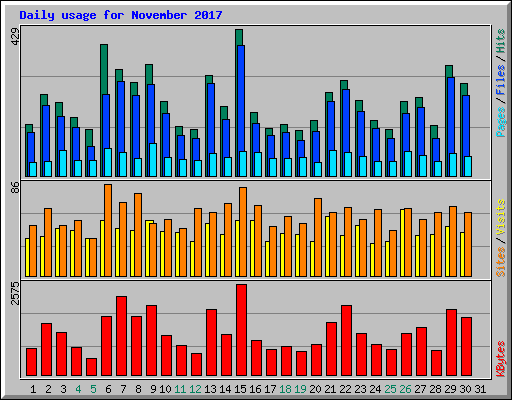 Daily usage for November 2017
429
Pages / Files / Hits
86
Sites / Visits
2575
KBytes
1 2 3 4 5 6 7 8 9 10 11 12 13 14 15 16 17 18 19 20 21 22 23 24 25 26 27 28 29 30 31